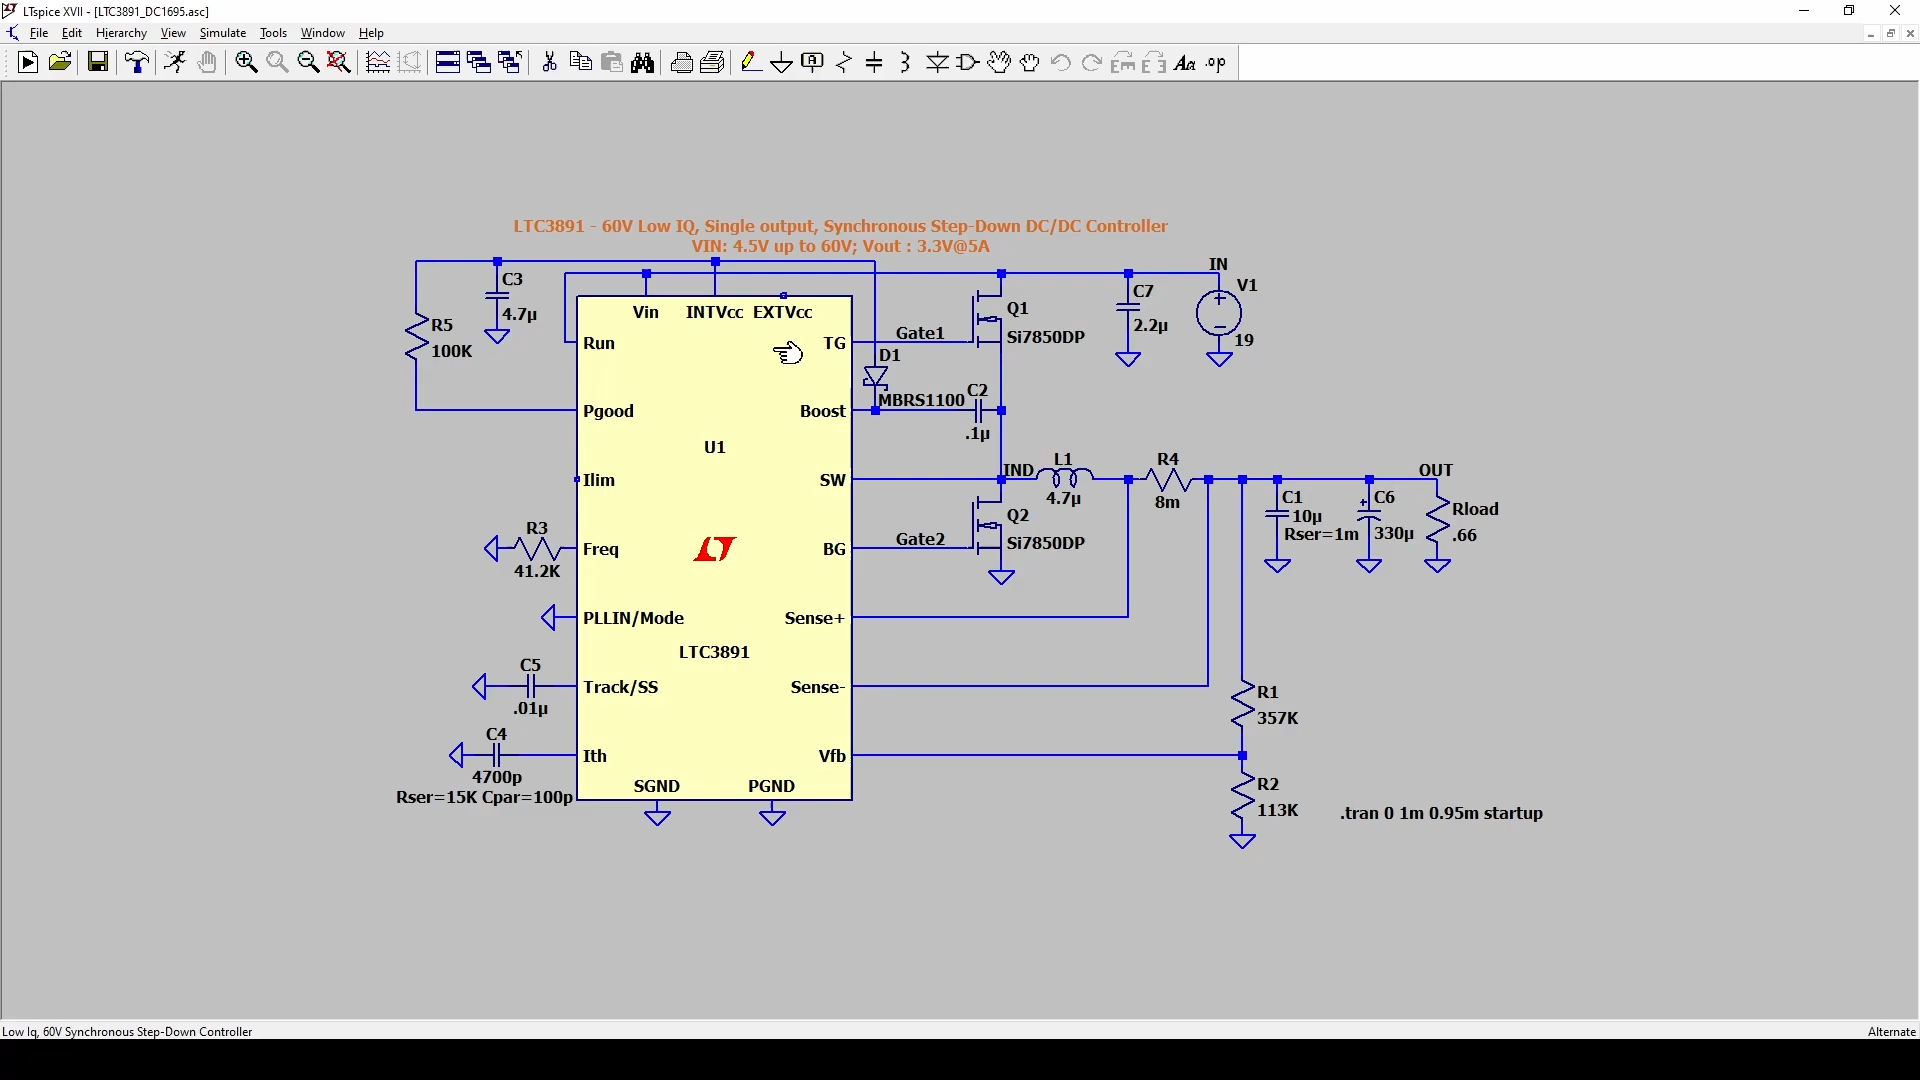 LTspice XVII - [LTC3891_DC1695.asc]
File Edit Hierarchy View Simulate Tools Window Help
LTC3891 - 60V Low IQ, Single output, Synchronous Step-Down DC/DC Controller
VIN: 4.5V up to 60V; Vout : 3.3V@5A
IN
C3
4.7µ
C7
2.2µ
V1
19
Vin INTVcc EXTVcc
Q1
Si7850DP
R5
100K
Run
TG
Gate1
D1
MBRS1100
C2
.1µ
Pgood
Boost
U1
Ilim
SW
IND
L1
4.7µ
R4
8m
OUT
C1
10µ
Rser=1m
C6
330µ
Rload
.66
Q2
Si7850DP
R3
41.2K
Freq
BG
Gate2
PLLIN/Mode
Sense+
LTC3891
C5
.01µ
Track/SS
Sense-
R1
357K
C4
4700p
Rser=15K Cpar=100p
Ith
Vfb
SGND
PGND
R2
113K
.tran 0 1m 0.95m startup
Low Iq, 60V Synchronous Step-Down Controller
Alternate